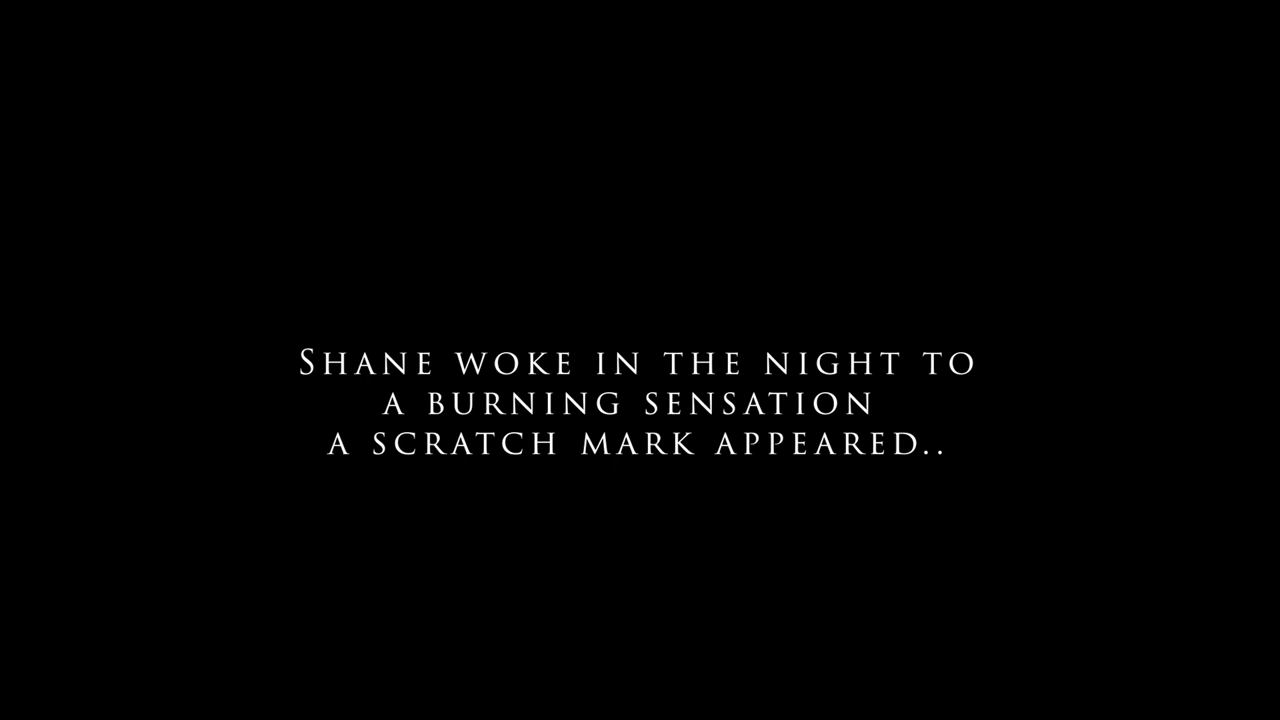 Shane woke in the night to
a burning sensation
a scratch mark appeared..